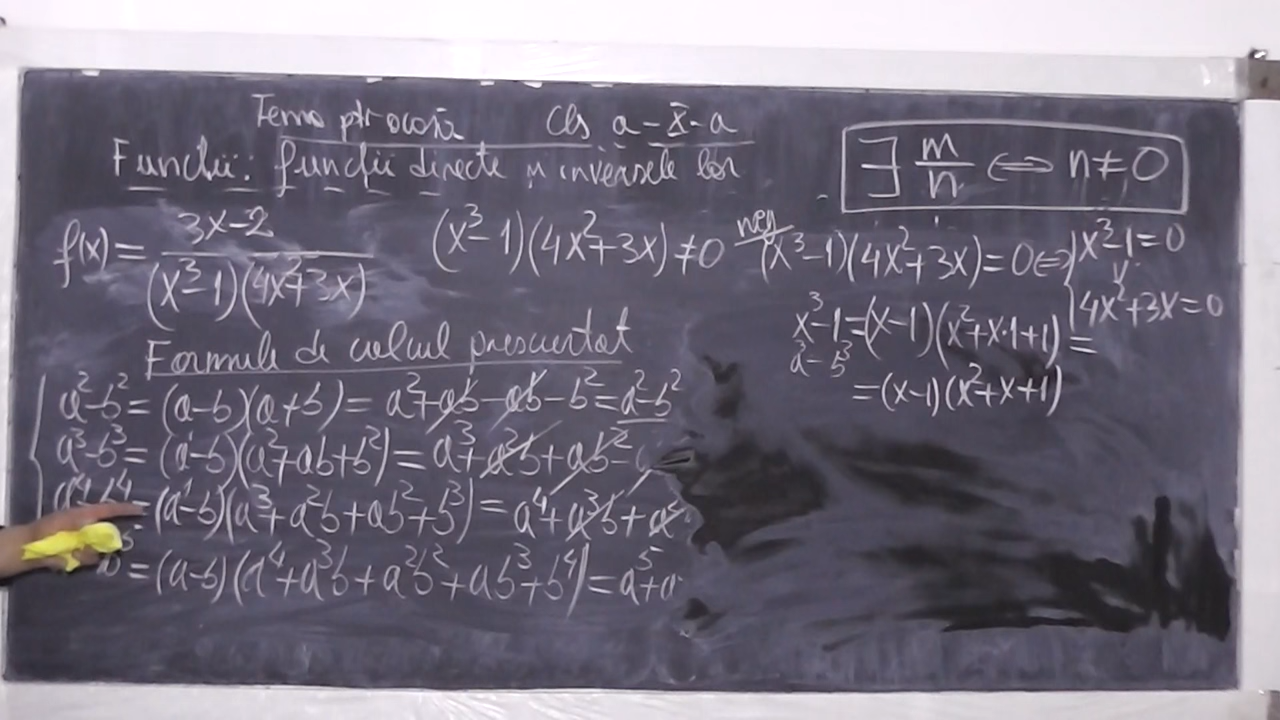 Tema ptr acasă cls a-X-a
Funcții: funcții directe și inversele lor
∃ m/n ⇔ n≠0
f(x) = (3x-2)/((x³-1)(4x²+3x))
(x³-1)(4x²+3x)≠0
neg
(x³-1)(4x²+3x)=0⇔{x³-1=0
v
4x²+3x=0
x³-1=(x-1)(x²+x·1+1)=
a³-b³
=(x-1)(x²+x+1)
Formule de calcul prescurtat
a²-b²=(a-b)(a+b)=a²+ab-ab-b²=a²-b²
a³-b³=(a-b)(a²+ab+b²)=a³+a²b+ab²-a
a⁴-b⁴=(a-b)(a³+a²b+ab²+b³)=a⁴+a³b+a²
=(a-b)(a⁴+a³b+a²b²+ab³+b⁴)=a⁵+a